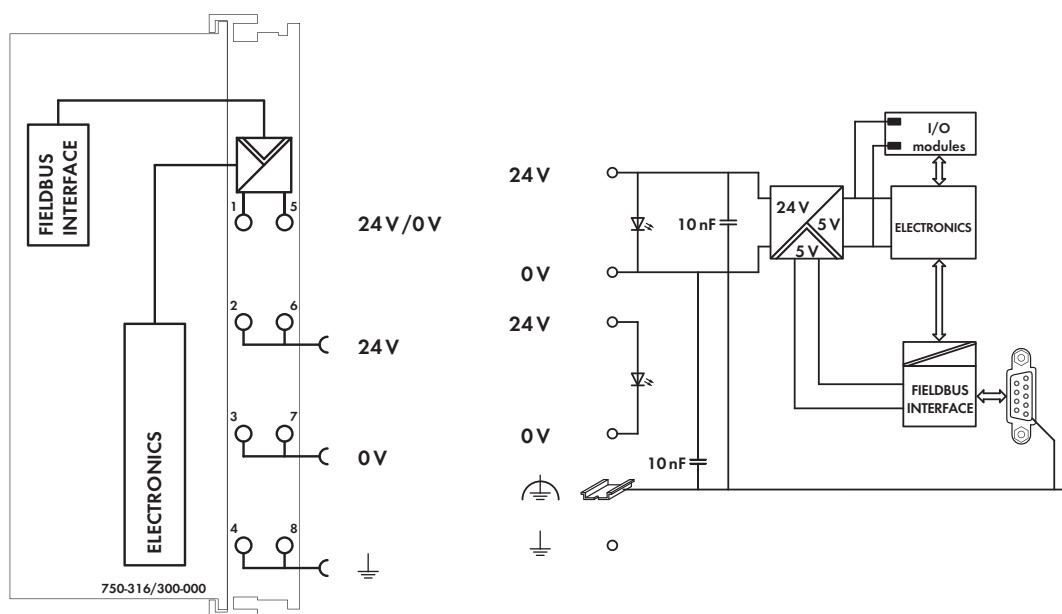 FIELDBUS
INTERFACE
1
5
24V/0V
2
6
24V
3
7
0V
ELECTRONICS
4
8
750-316/300-000
24V
0V
24V
0V
10nF
10nF
24V
5V
5V
I/O
modules
ELECTRONICS
FIELDBUS
INTERFACE